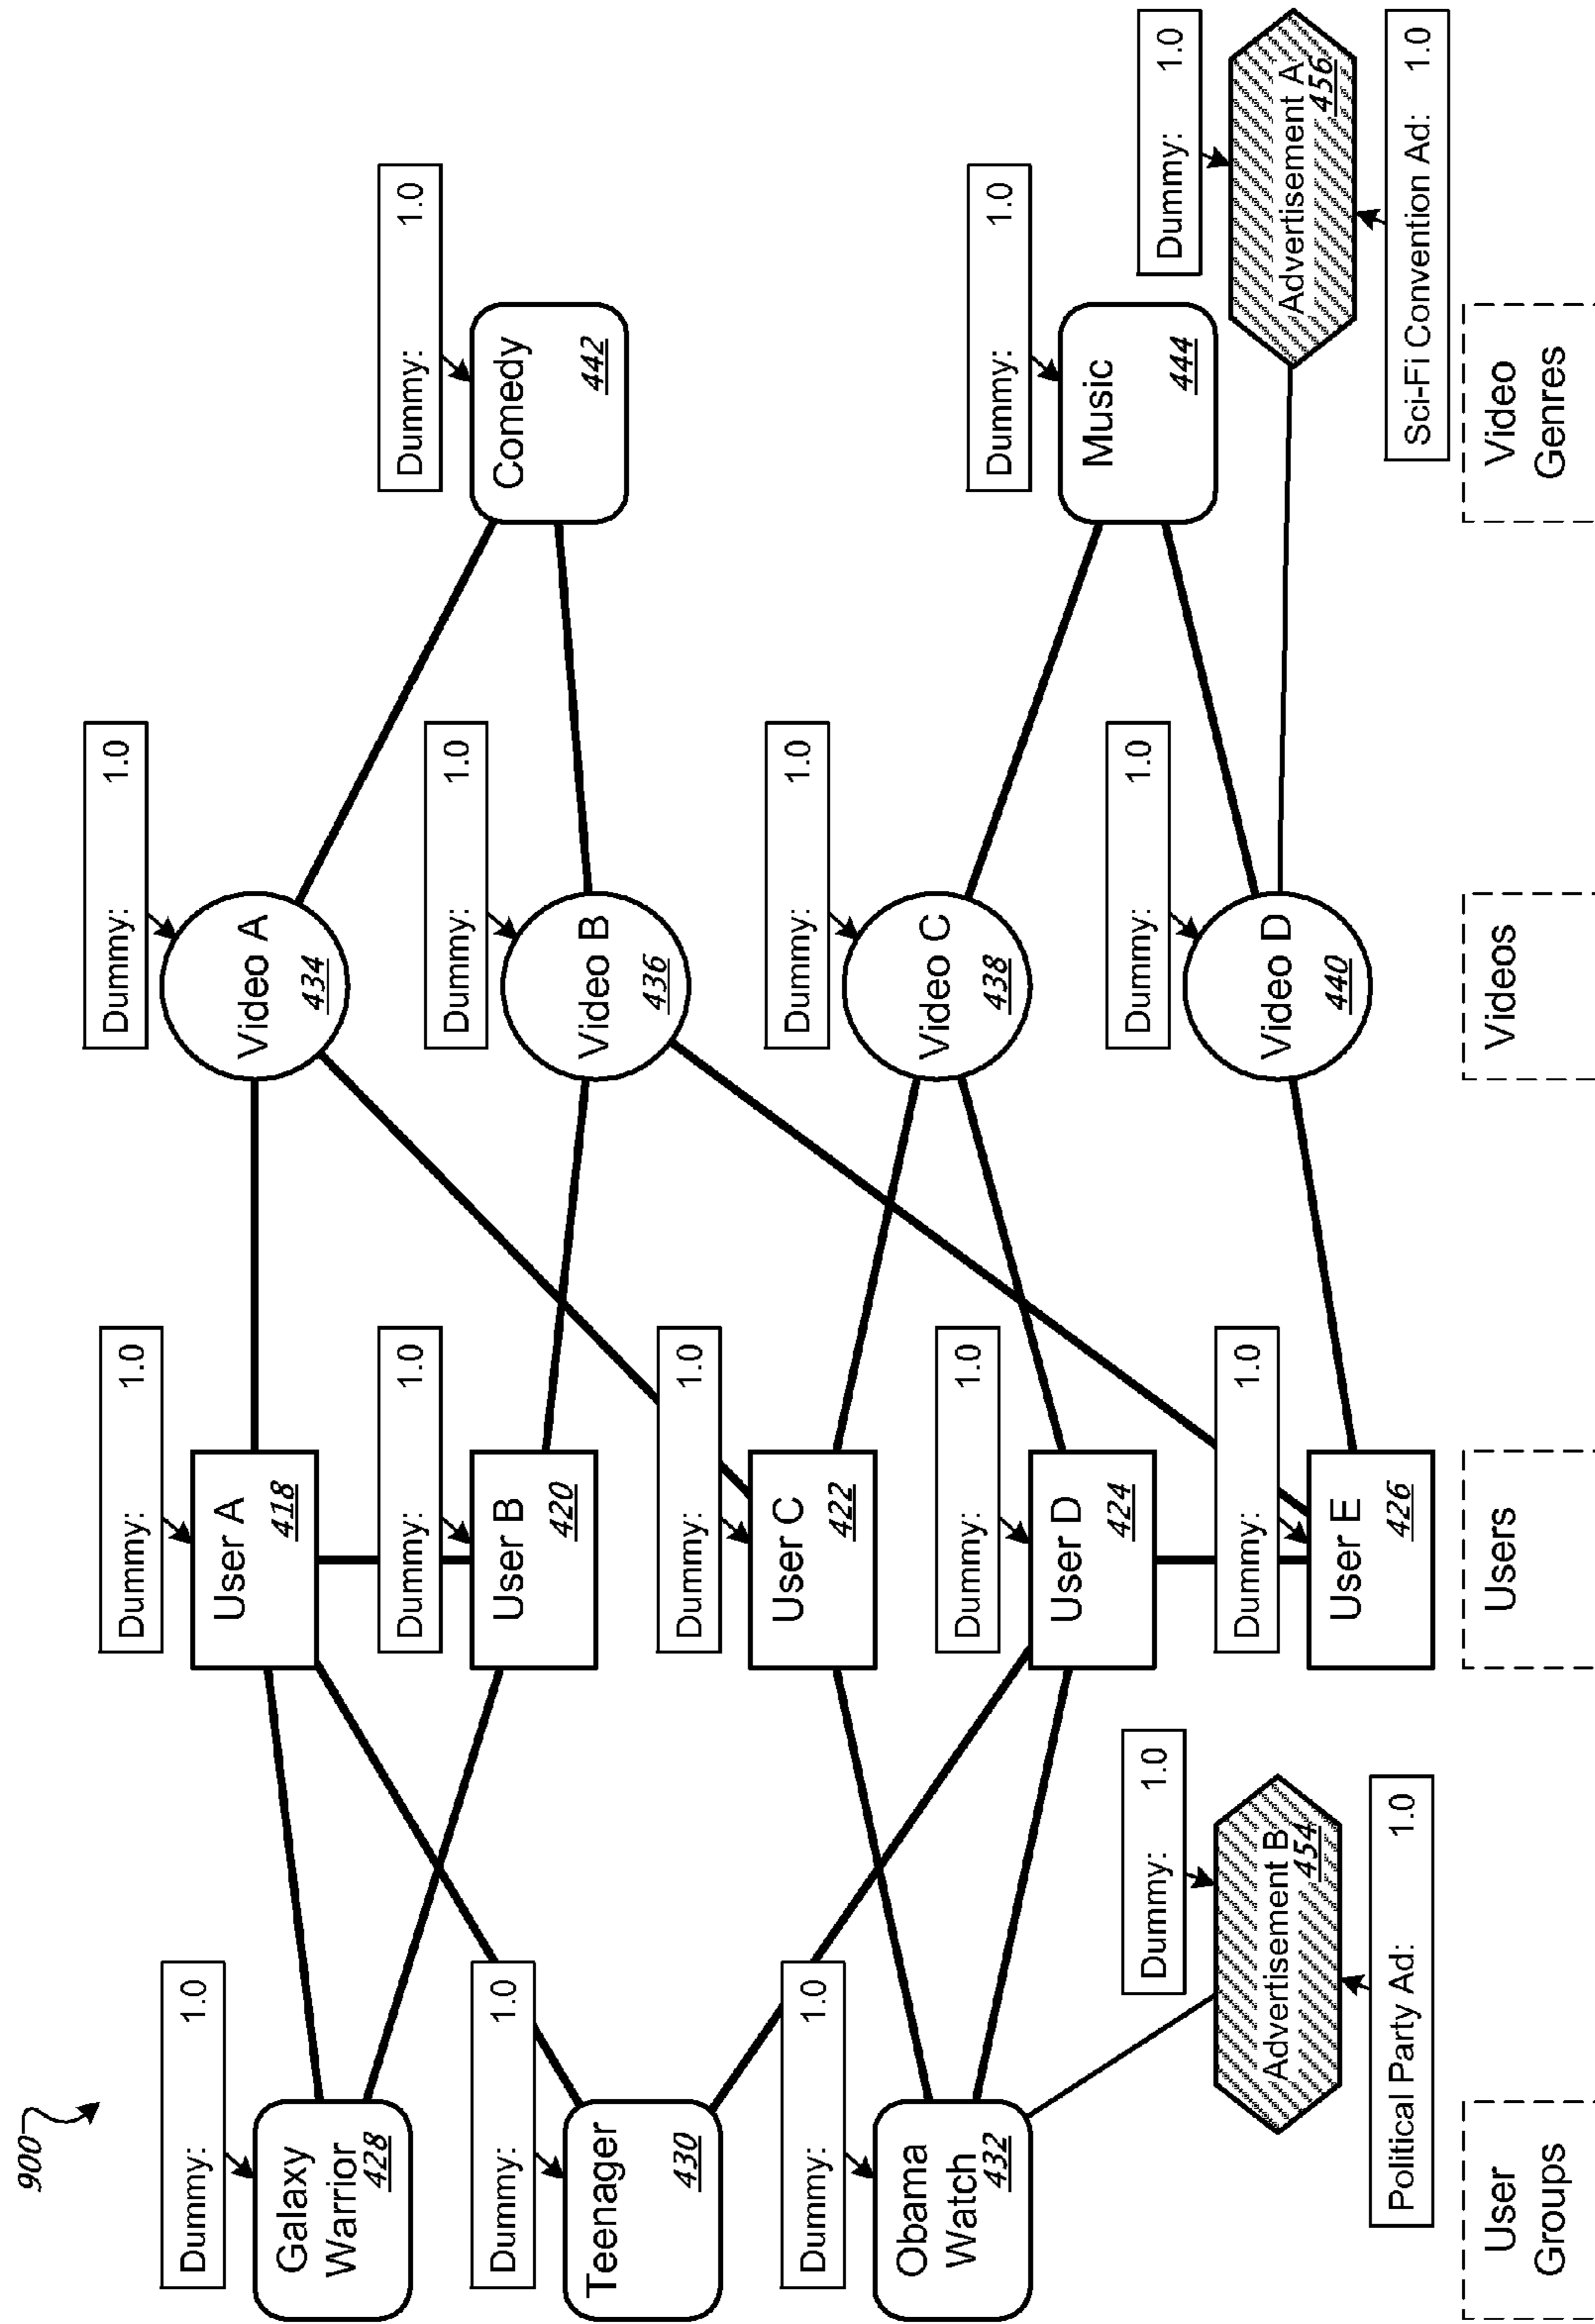 900
Dummy: 1.0
Galaxy
Warrior
428
Dummy: 1.0
Teenager
430
Dummy: 1.0
Obama
Watch
432
Dummy: 1.0
Advertisement B
454
Political Party Ad: 1.0
User
Groups
Dummy: 1.0
User A
418
Dummy: 1.0
User B
420
Dummy: 1.0
User C
422
Dummy: 1.0
User D
424
Dummy: 1.0
User E
426
Users
Dummy: 1.0
Video A
434
Dummy: 1.0
Video B
436
Dummy: 1.0
Video C
438
Dummy: 1.0
Video D
440
Videos
Dummy: 1.0
Comedy
442
Dummy: 1.0
Music
444
Dummy: 1.0
Advertisement A
456
Sci-Fi Convention Ad: 1.0
Video
Genres